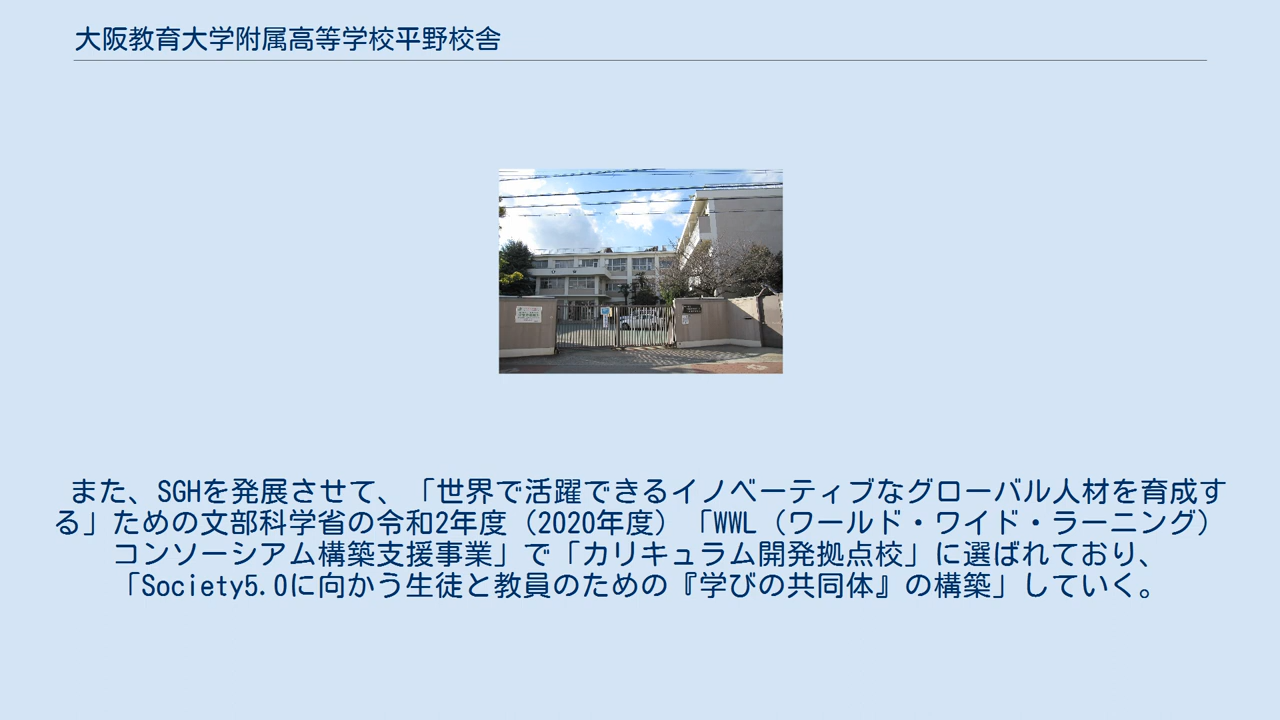 大阪教育大学附属高等学校平野校舎
また、SGHを発展させて、「世界で活躍できるイノベーティブなグローバル人材を育成す
る」ための文部科学省の令和2年度（2020年度）「WWL（ワールド・ワイド・ラーニング）
コンソーシアム構築支援事業」で「カリキュラム開発拠点校」に選ばれており、
「Society5.0に向かう生徒と教員のための『学びの共同体』の構築」していく。